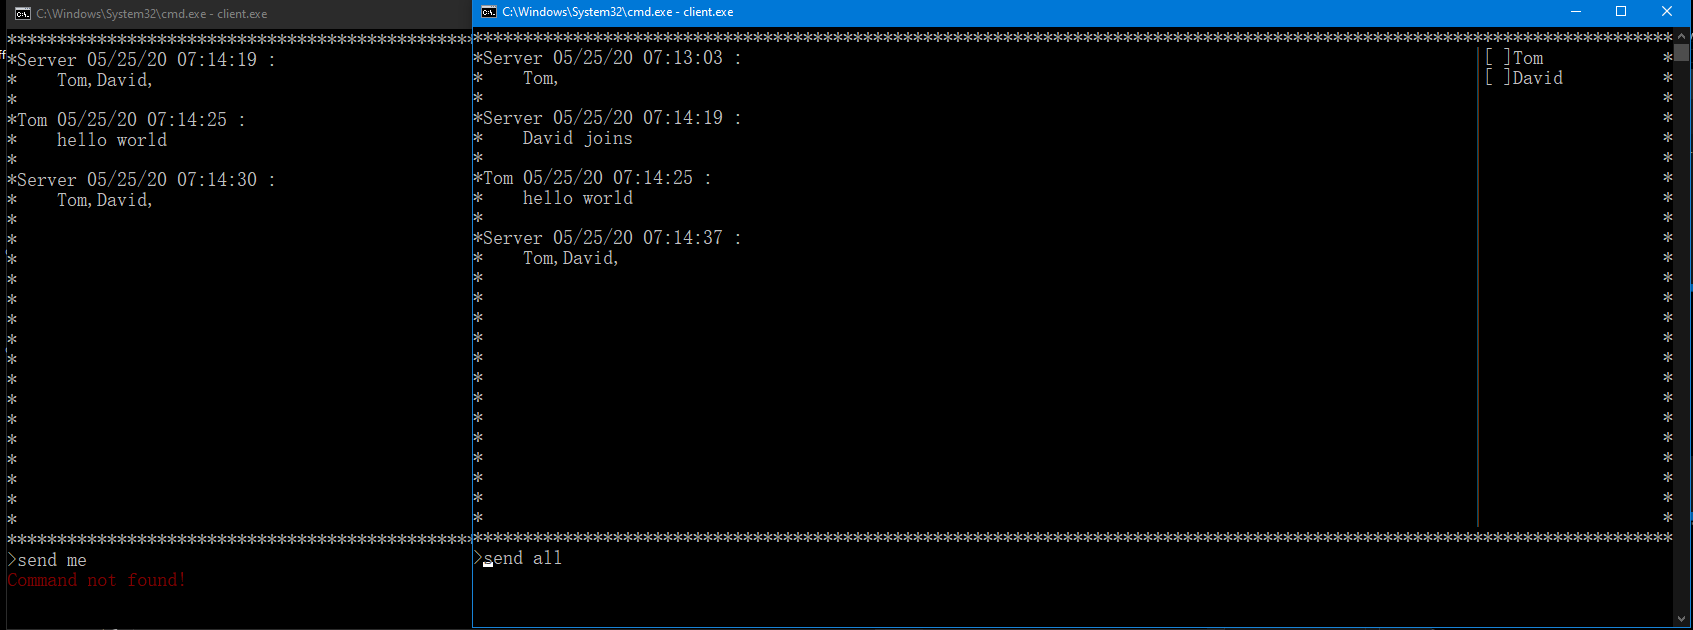 C:\Windows\System32\cmd.exe - client.exe
*Server 05/25/20 07:14:19 :
*    Tom,David,
*
*Tom 05/25/20 07:14:25 :
*    hello world
*
*Server 05/25/20 07:14:30 :
*    Tom,David,
>send me
Command not found!
C:\Windows\System32\cmd.exe - client.exe
*Server 05/25/20 07:13:03 :
*    Tom,
*
*Server 05/25/20 07:14:19 :
*    David joins
*
*Tom 05/25/20 07:14:25 :
*    hello world
*
*Server 05/25/20 07:14:37 :
*    Tom,David,
[ ]Tom
[ ]David
>send all